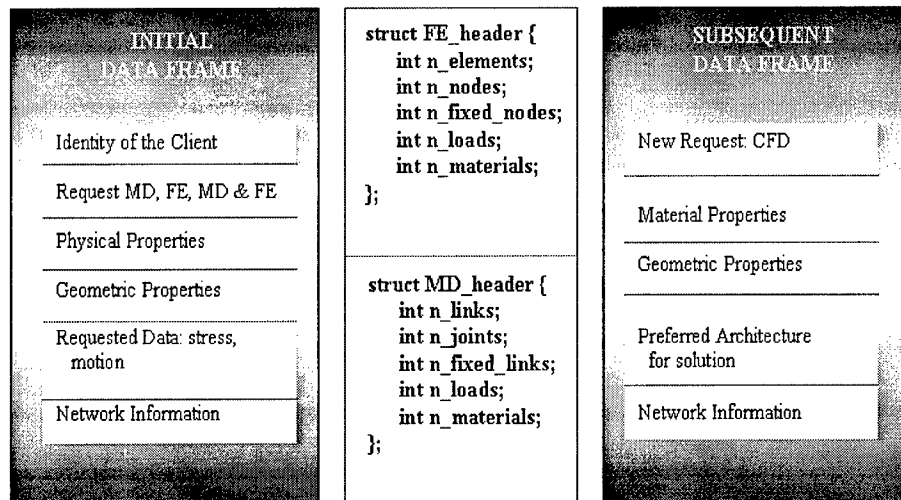 INITIAL
DATA FRAME
Identity of the Client
Request MD, FE, MD & FE
Physical Properties
Geometric Properties
Requested Data: stress,
motion
Network Information
struct FE_header {
int n_elements;
int n_nodes;
int n_fixed_nodes;
int n_loads;
int n_materials;
};
struct MD_header {
int n_links;
int n_joints;
int n_fixed_links;
int n_loads;
int n_materials;
};
SUBSEQUENT
DATA FRAME
New Request: CFD
Material Properties
Geometric Properties
Preferred Architecture
for solution
Network Information